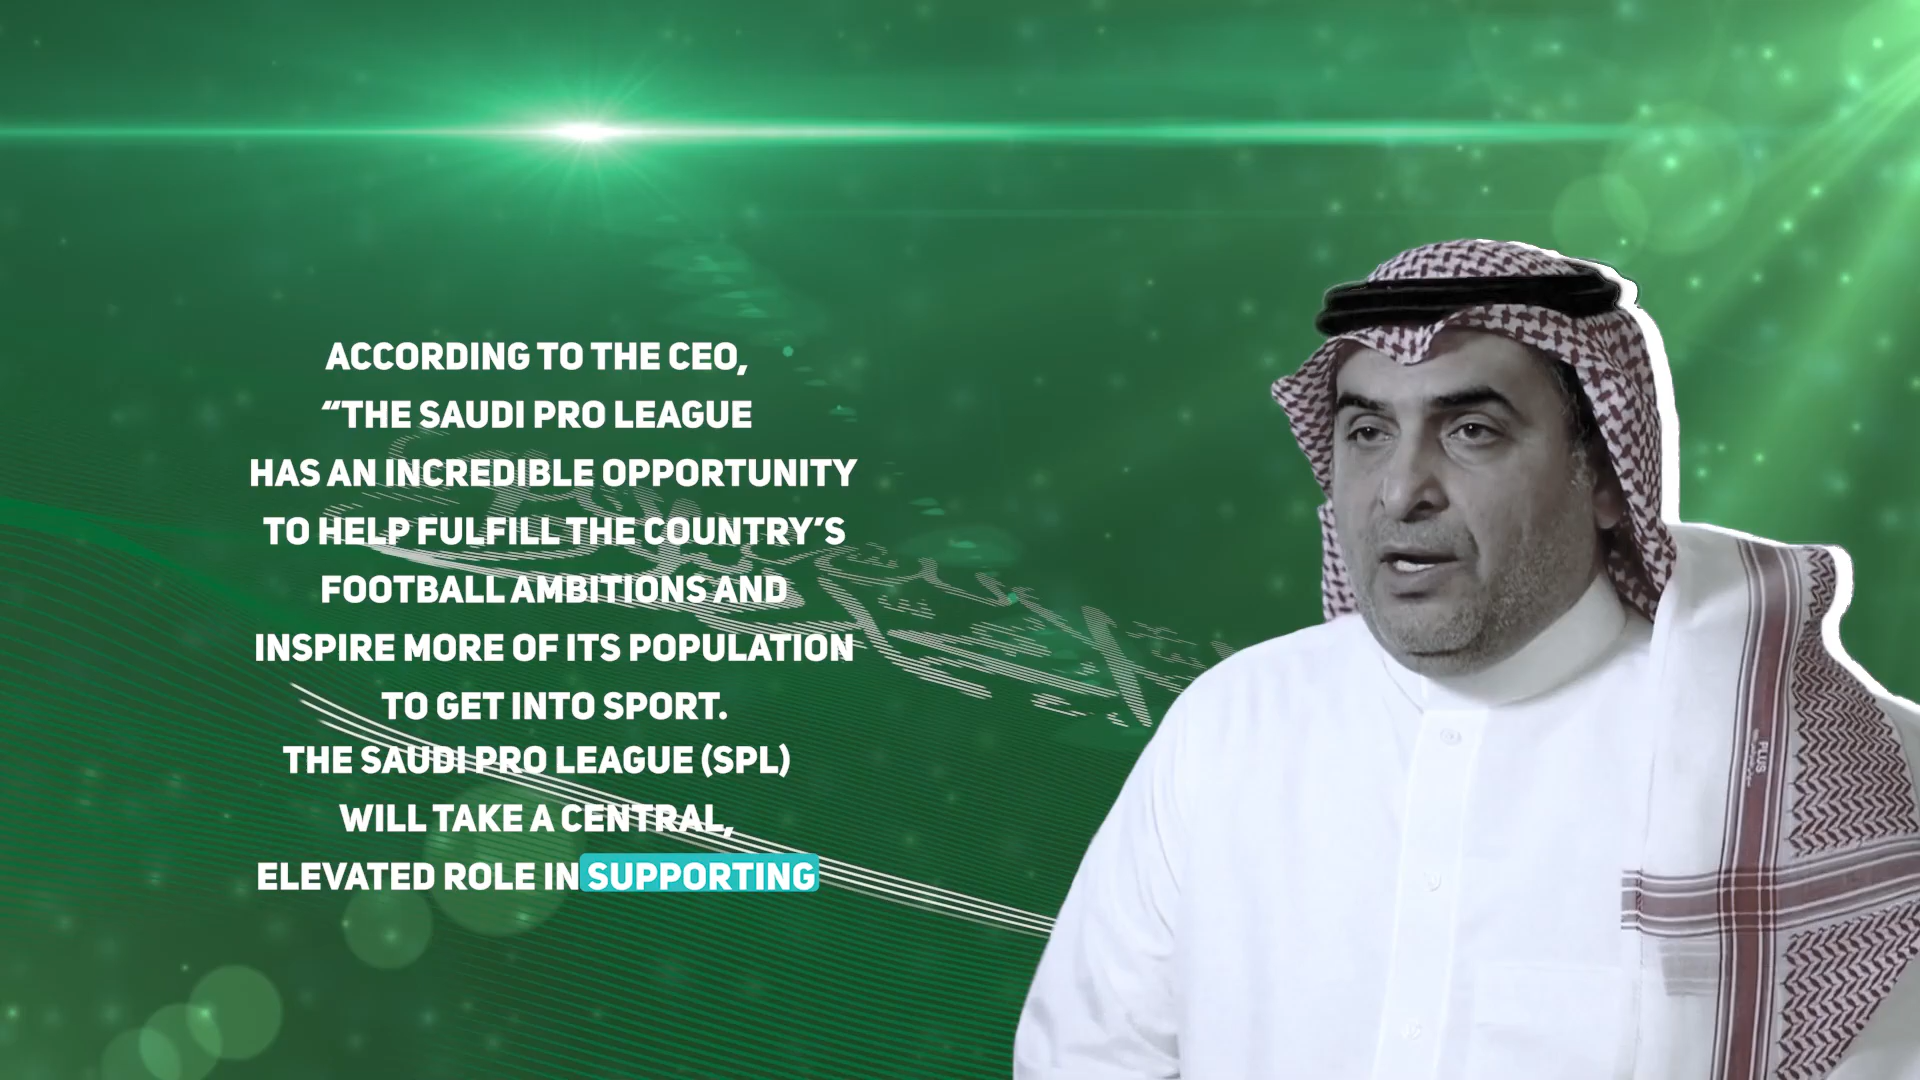 ACCORDING TO THE CEO,
“THE SAUDI PRO LEAGUE
HAS AN INCREDIBLE OPPORTUNITY
TO HELP FULFILL THE COUNTRY’S
FOOTBALL AMBITIONS AND
INSPIRE MORE OF ITS POPULATION
TO GET INTO SPORT.
THE SAUDI PRO LEAGUE (SPL)
WILL TAKE A CENTRAL,
ELEVATED ROLE IN SUPPORTING
PLUS